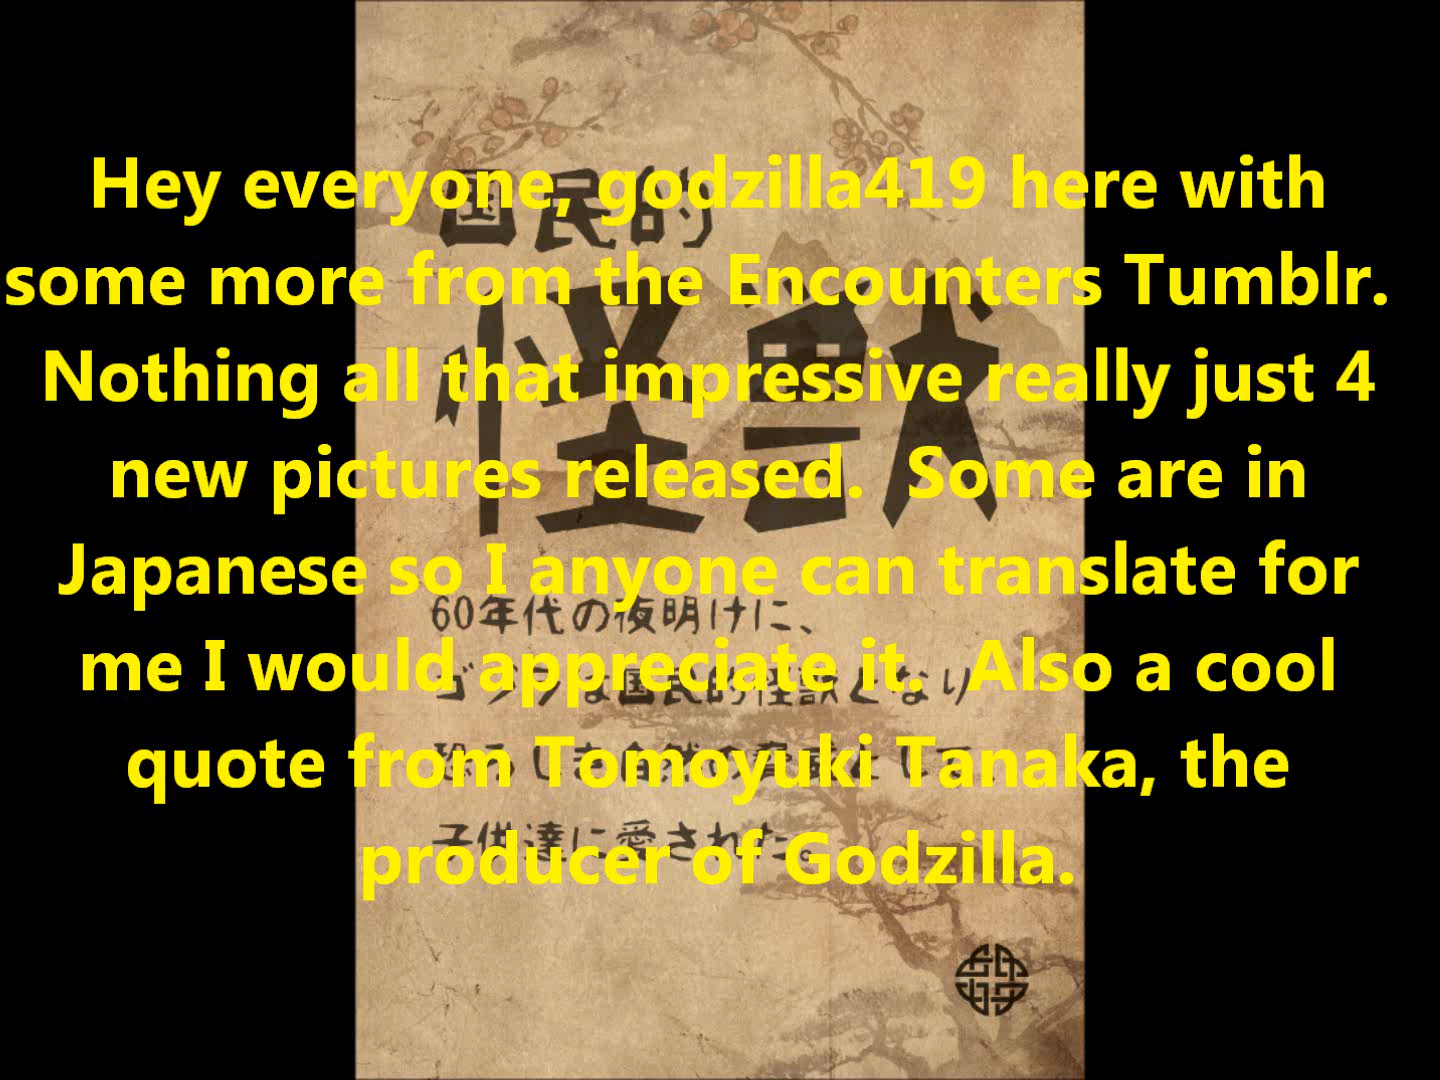 Hey everyone, godzilla419 here with
some more from the Encounters Tumblr.
Nothing all that impressive really just 4
new pictures released. Some are in
Japanese so I anyone can translate for
me I would appreciate it. Also a cool
quote from Tomoyuki Tanaka, the
producer of Godzilla.
国民的
怪獣
60年代の夜明けに、
ゴジラは国民的怪獣となり
子供達に愛された。